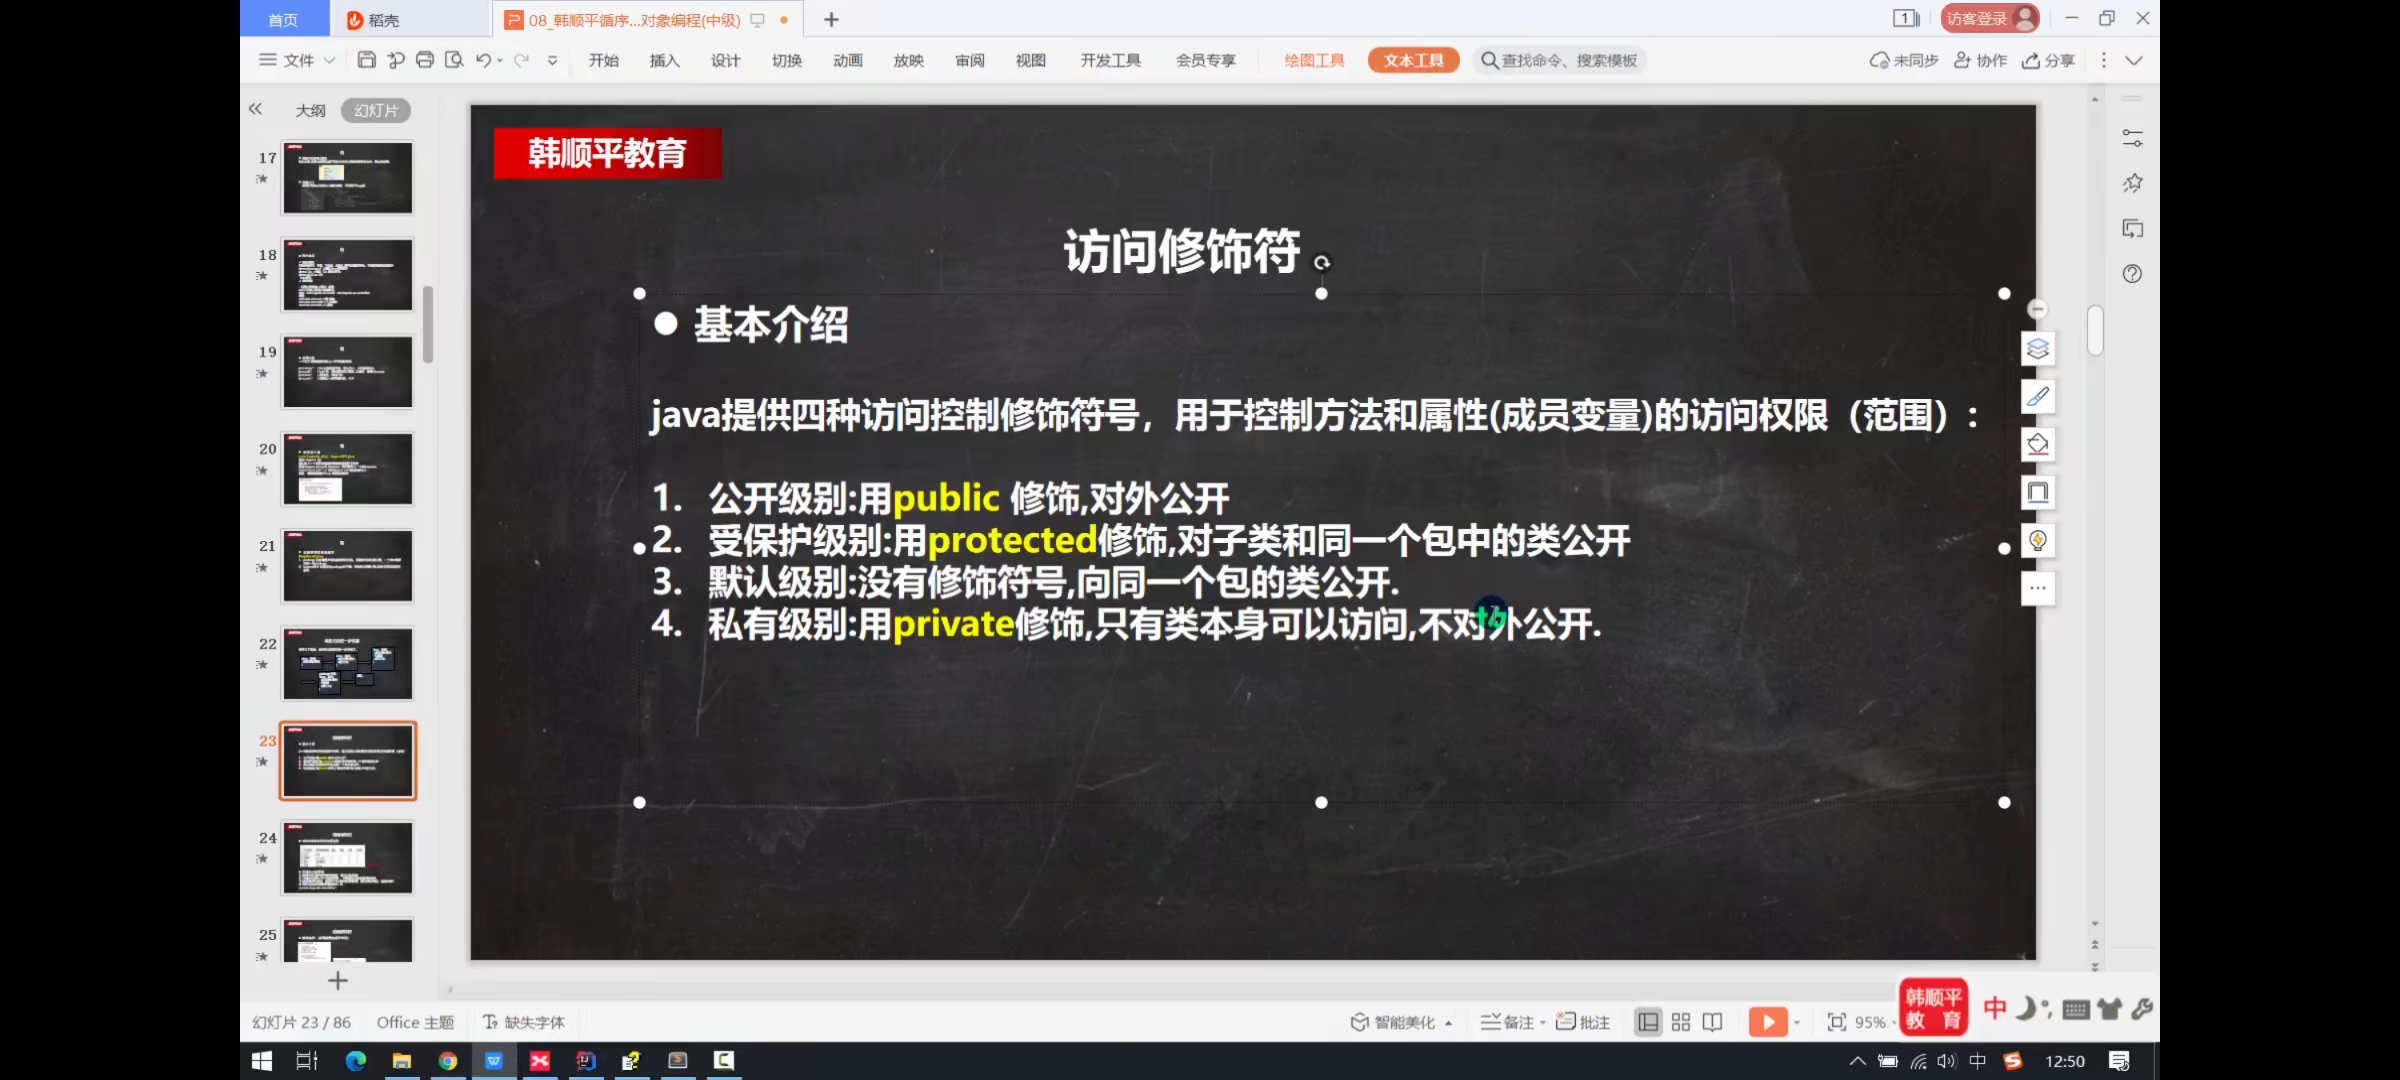 首页
稻壳
08_韩顺平循序...对象编程(中级)
访客登录
文件
开始
插入
设计
切换
动画
放映
审阅
视图
开发工具
会员专享
绘图工具
文本工具
查找命令、搜索模板
未同步
协作
分享
大纲
幻灯片
17
18
19
20
21
22
23
24
25
韩顺平教育
访问修饰符
● 基本介绍
java提供四种访问控制修饰符号，用于控制方法和属性(成员变量)的访问权限（范围）:
1. 公开级别:用public 修饰,对外公开
2. 受保护级别:用protected修饰,对子类和同一个包中的类公开
3. 默认级别:没有修饰符号,向同一个包的类公开.
4. 私有级别:用private修饰,只有类本身可以访问,不对外公开.
幻灯片 23 / 86
Office 主题
缺失字体
智能美化
备注
批注
95%
韩顺平
教 育
中
中
12:50